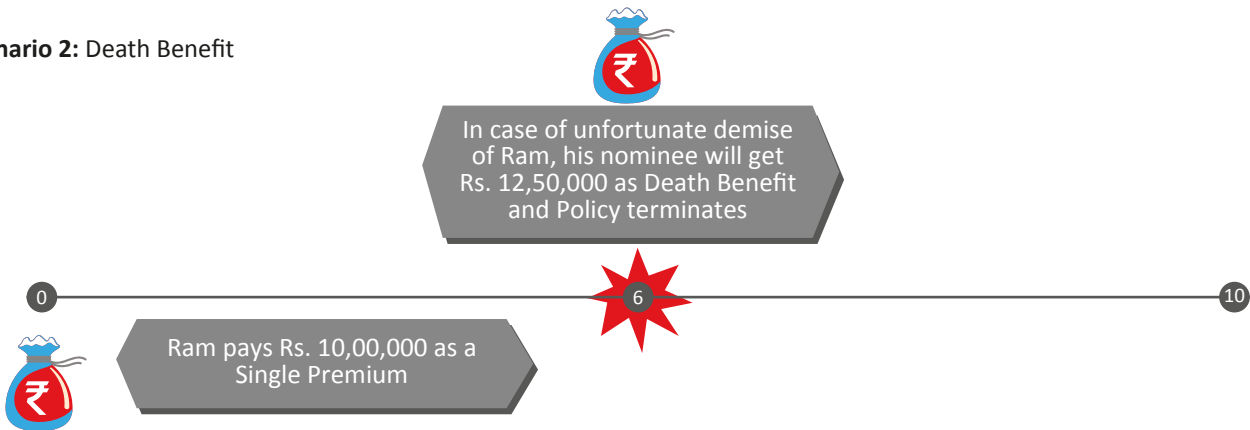 nario 2: Death Benefit
₹
In case of unfortunate demise
of Ram, his nominee will get
Rs. 12,50,000 as Death Benefit
and Policy terminates
0
6
10
Ram pays Rs. 10,00,000 as a
Single Premium
₹